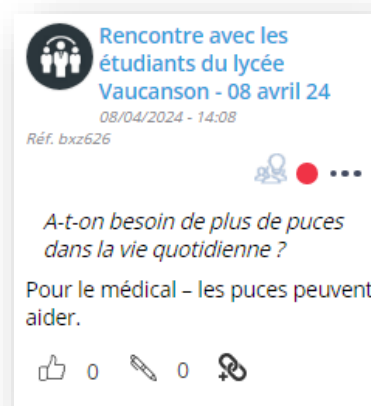 Rencontre avec les
étudiants du lycée
Vaucanson - 08 avril 24
08/04/2024 - 14:08
Réf. bxz626
A-t-on besoin de plus de puces
dans la vie quotidienne ?
Pour le médical – les puces peuvent
aider.
0 0